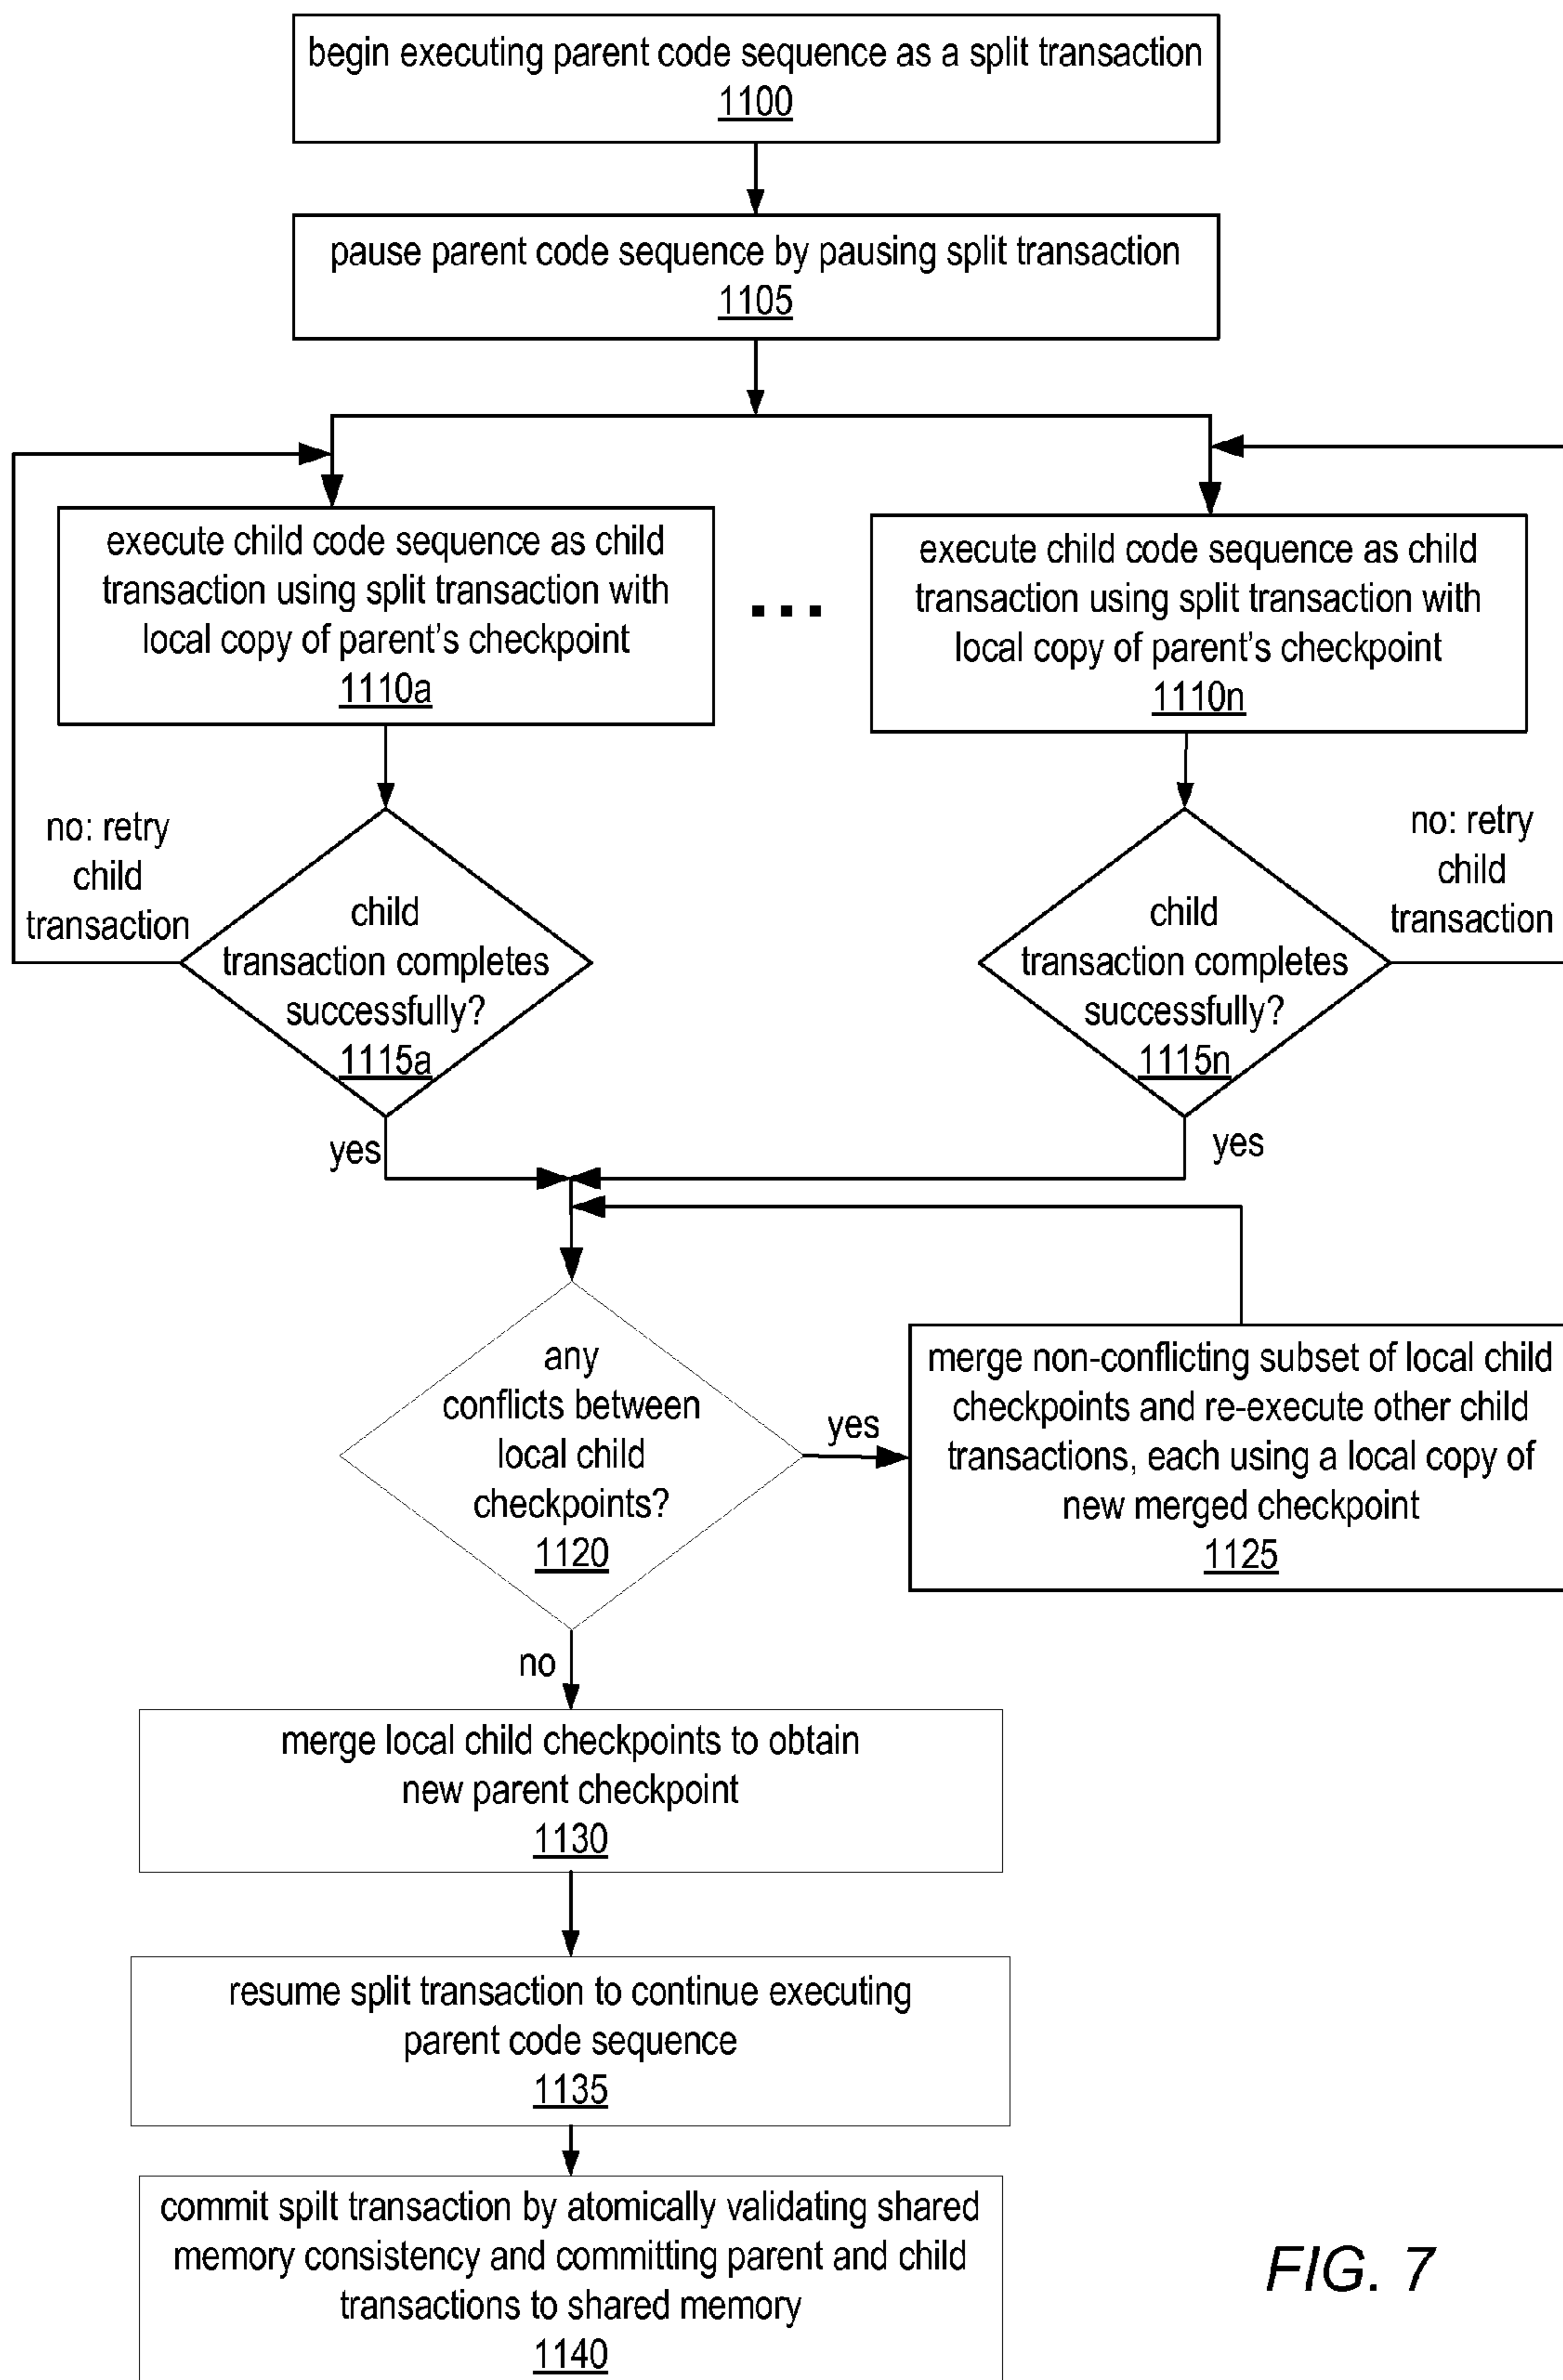 begin executing parent code sequence as a split transaction
1100
pause parent code sequence by pausing split transaction
1105
execute child code sequence as child
transaction using split transaction with
local copy of parent's checkpoint
1110a
...
execute child code sequence as child
transaction using split transaction with
local copy of parent's checkpoint
1110n
no: retry
child
transaction
child
transaction completes
successfully?
1115a
child
transaction completes
successfully?
1115n
no: retry
child
transaction
yes
yes
any
conflicts between
local child
checkpoints?
1120
yes
merge non-conflicting subset of local child
checkpoints and re-execute other child
transactions, each using a local copy of
new merged checkpoint
1125
no
merge local child checkpoints to obtain
new parent checkpoint
1130
resume split transaction to continue executing
parent code sequence
1135
commit spilt transaction by atomically validating shared
memory consistency and committing parent and child
transactions to shared memory
1140
FIG. 7